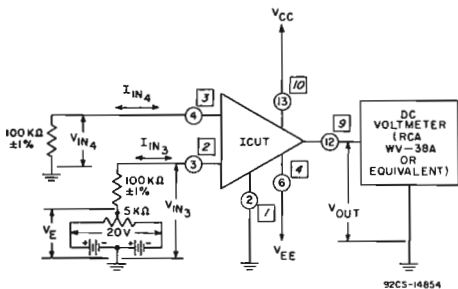 VCC
IIN4
3
10
4
13
100KΩ
±1%
VIN4
IIN3
2
ICUT
9
12
DC
VOLTMETER
(RCA
WV-38A
OR
EQUIVALENT)
3
100KΩ
±1%
4
6
2
1
VE
5KΩ
20V
+
-
+
-
VIN3
VEE
VOUT
92CS-14854